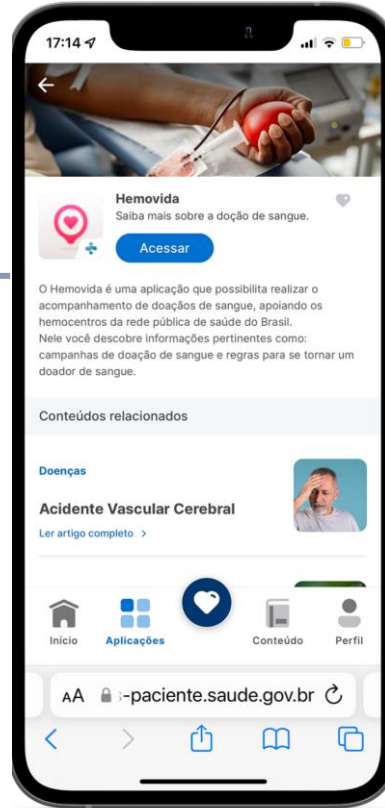 17:14
Hemovida
Saiba mais sobre a doção de sangue.
Acessar
O Hemovida é uma aplicação que possibilita realizar o
acompanhamento de doaçãos de sangue, apoiando os
hemocentros da rede pública de saúde do Brasil.
Nele você descobre informações pertinentes como:
campanhas de doação de sangue e regras para se tornar um
doador de sangue.
Conteúdos relacionados
Doenças
Acidente Vascular Cerebral
Ler artigo completo >
Início Aplicações Conteúdo Perfil
AA -paciente.saude.gov.br